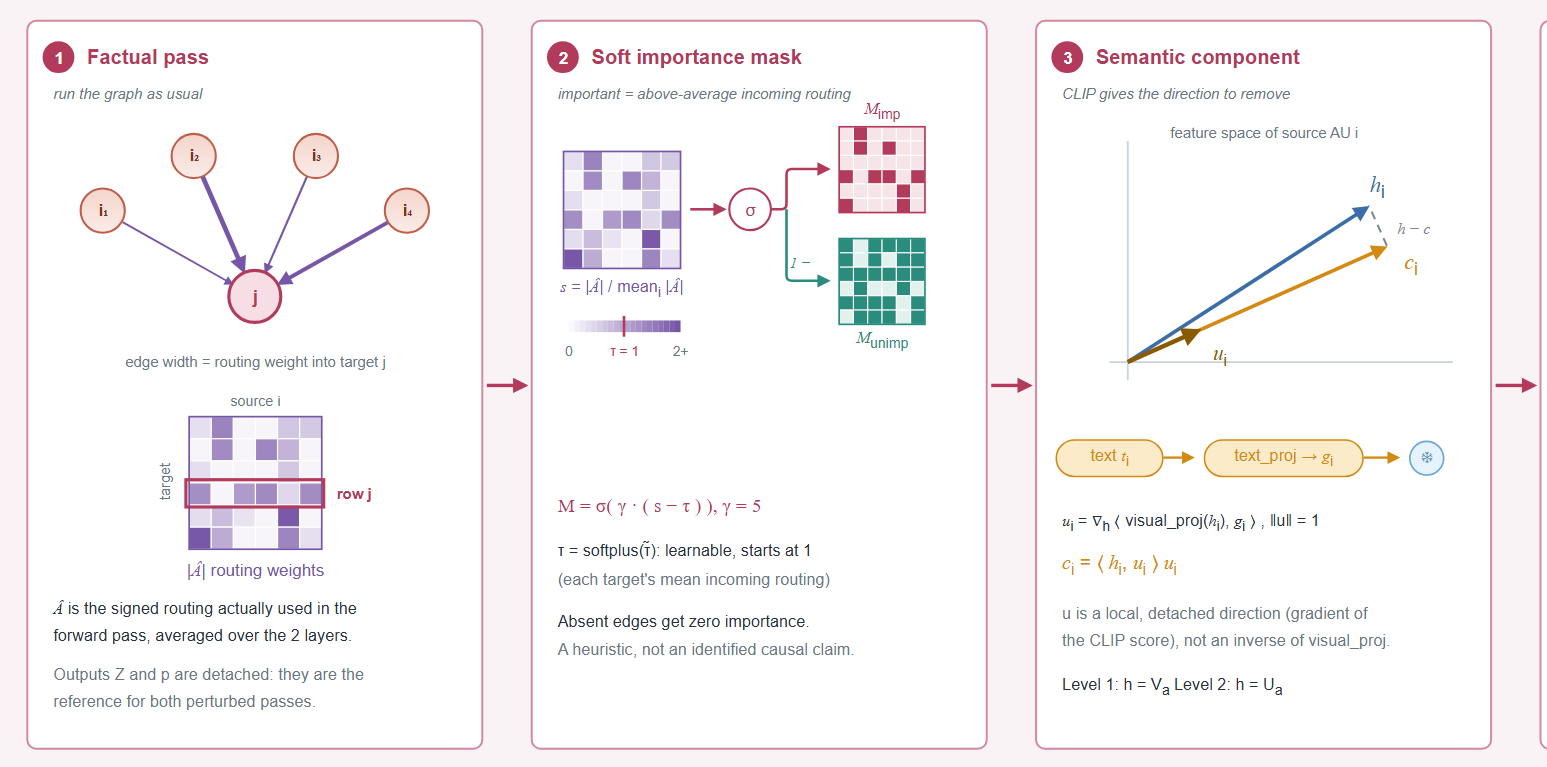 1 Factual pass
run the graph as usual
i₂
i₃
i₁
i₄
j
edge width = routing weight into target j
source i
target
row j
|Â| routing weights
Â is the signed routing actually used in the
forward pass, averaged over the 2 layers.
Outputs Z and p are detached: they are the
reference for both perturbed passes.
2 Soft importance mask
important = above-average incoming routing
M_imp
σ
1 −
s = |Â| / mean_i |Â|
M_unimp
0 τ = 1 2+
M = σ( γ · ( s − τ ) ), γ = 5
τ = softplus(τ̃): learnable, starts at 1
(each target's mean incoming routing)
Absent edges get zero importance.
A heuristic, not an identified causal claim.
3 Semantic component
CLIP gives the direction to remove
feature space of source AU i
h_i
h − c
c_i
u_i
text t_i
text_proj → g_i
❄
u_i = ∇_h ⟨ visual_proj(h_i), g_i ⟩ , ‖u‖ = 1
c_i = ⟨ h_i, u_i ⟩ u_i
u is a local, detached direction (gradient of
the CLIP score), not an inverse of visual_proj.
Level 1: h = V_a Level 2: h = U_a